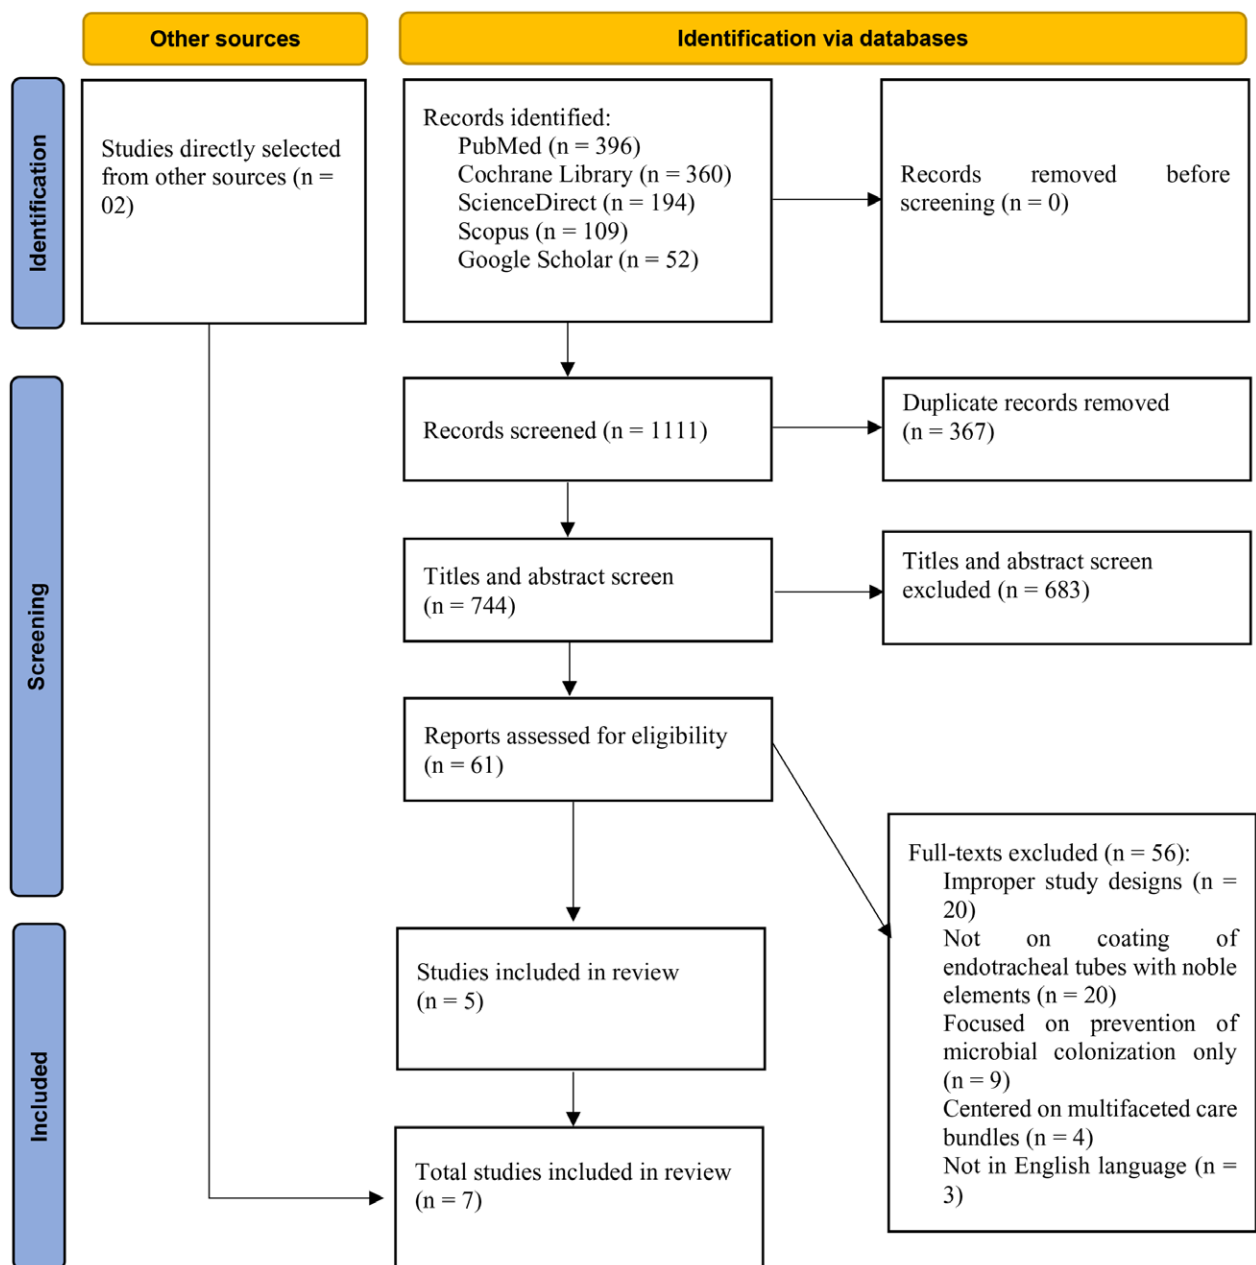 Other sources
Identification via databases
Identification
Studies directly selected
from other sources (n =
02)
Records identified:
PubMed (n = 396)
Cochrane Library (n = 360)
ScienceDirect (n = 194)
Scopus (n = 109)
Google Scholar (n = 52)
Records removed before
screening (n = 0)
Screening
Records screened (n = 1111)
Duplicate records removed
(n = 367)
Titles and abstract screen
(n = 744)
Titles and abstract screen
excluded (n = 683)
Reports assessed for eligibility
(n = 61)
Full-texts excluded (n = 56):
Improper study designs (n =
20)
Not on coating of
endotracheal tubes with noble
elements (n = 20)
Focused on prevention of
microbial colonization only
(n = 9)
Centered on multifaceted care
bundles (n = 4)
Not in English language (n =
3)
Included
Studies included in review
(n = 5)
Total studies included in review
(n = 7)